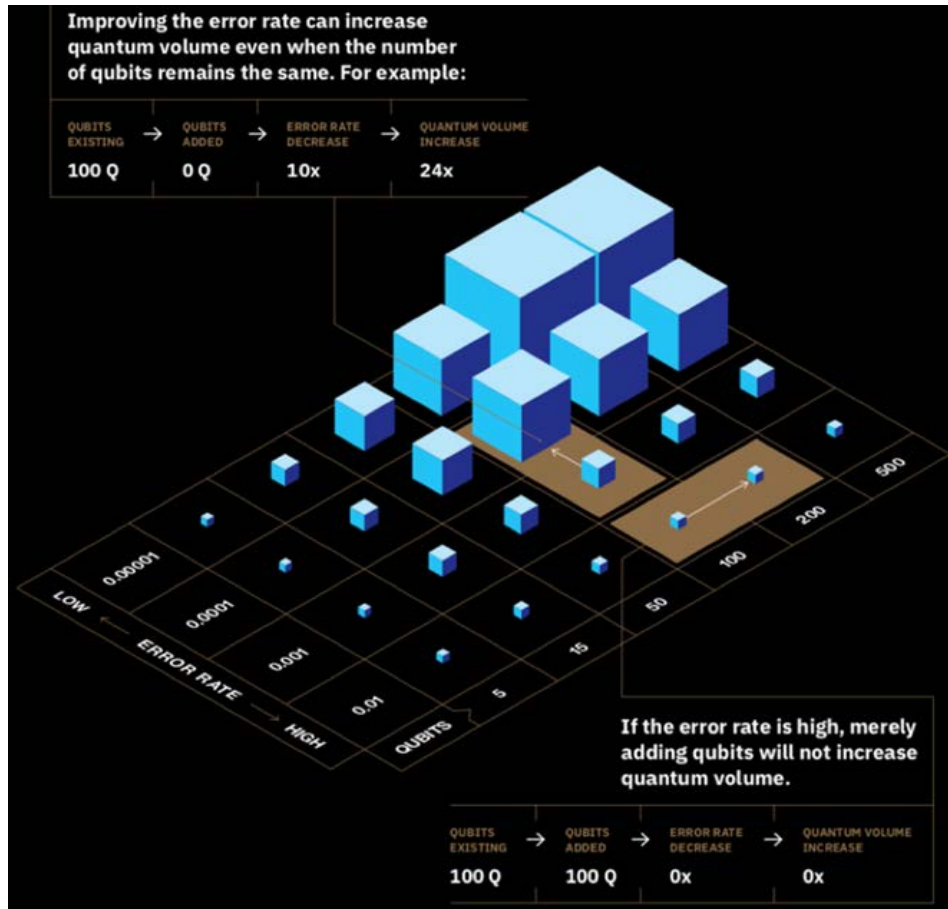 Improving the error rate can increase
quantum volume even when the number
of qubits remains the same. For example:
QUBITS EXISTING → QUBITS ADDED → ERROR RATE DECREASE → QUANTUM VOLUME INCREASE
100 Q 0 Q 10x 24x
0.00001
0.0001
0.001
0.01
LOW ← ERROR RATE → HIGH
QUBITS
5
15
50
100
200
500
If the error rate is high, merely
adding qubits will not increase
quantum volume.
QUBITS EXISTING → QUBITS ADDED → ERROR RATE DECREASE → QUANTUM VOLUME INCREASE
100 Q 100 Q 0x 0x